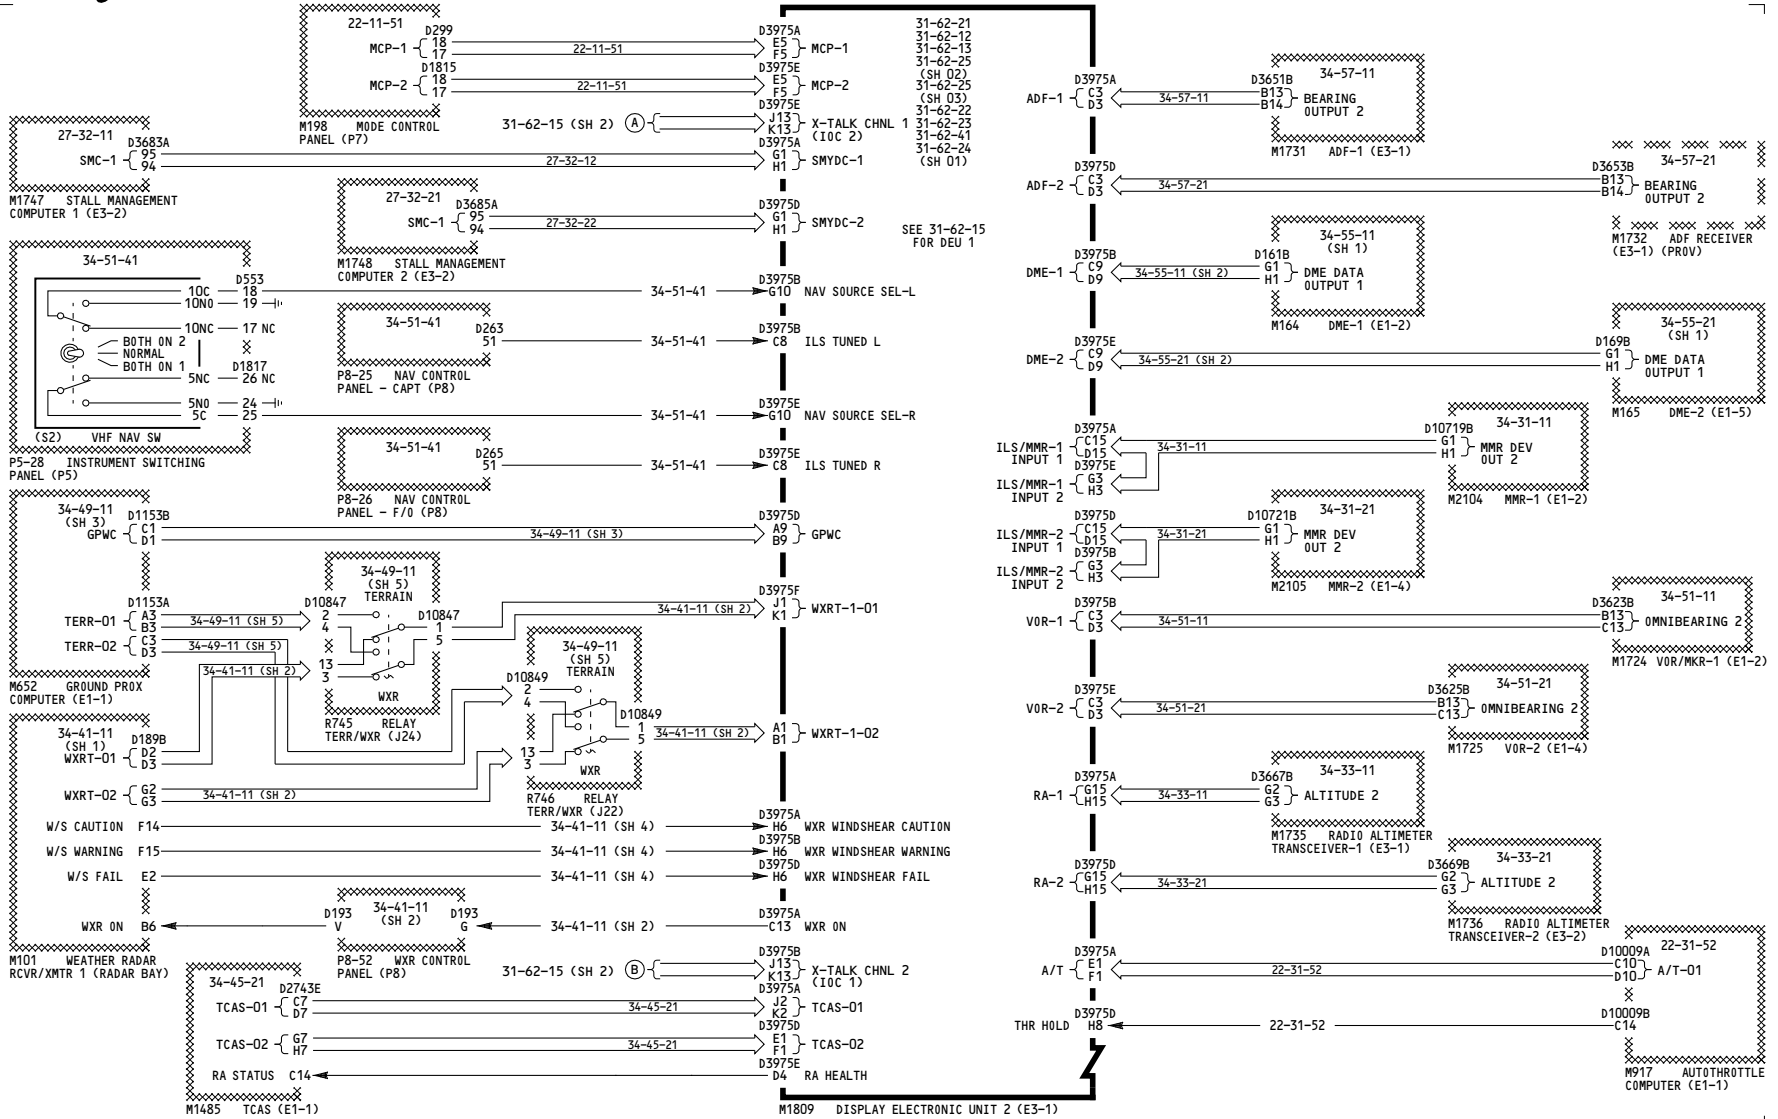 22-11-51
MCP-1
D299
18
17
22-11-51
D3975A
E5
F5
MCP-1
MCP-2
D1815
18
17
22-11-51
D3975E
E5
F5
MCP-2
M198 MODE CONTROL
PANEL (P7)
31-62-15 (SH 2)
A
D3975E
J13
K13
X-TALK CHNL 1
(IOC 2)
27-32-11
SMC-1
D3683A
95
94
27-32-12
D3975A
G1
H1
SMYDC-1
M1747 STALL MANAGEMENT
COMPUTER 1 (E3-2)
27-32-21
SMC-1
D3685A
95
94
27-32-22
D3975D
G1
H1
SMYDC-2
M1748 STALL MANAGEMENT
COMPUTER 2 (E3-2)
34-51-41
10C
10NO
10NC
D553
18
19
17 NC
BOTH ON 2
NORMAL
BOTH ON 1
5NC
5NO
5C
D1817
26 NC
24
25
(S2) VHF NAV SW
P5-28 INSTRUMENT SWITCHING
PANEL (P5)
34-51-41
D3975B
G10
NAV SOURCE SEL-L
34-51-41
D263
51
34-51-41
D3975B
C8
ILS TUNED L
P8-25 NAV CONTROL
PANEL - CAPT (P8)
34-51-41
D3975E
G10
NAV SOURCE SEL-R
34-51-41
D265
51
34-51-41
D3975E
C8
ILS TUNED R
P8-26 NAV CONTROL
PANEL - F/O (P8)
34-49-11
(SH 3)
GPWC
D1153B
C1
D1
34-49-11 (SH 3)
D3975D
A9
B9
GPWC
TERR-01
D1153A
A3
B3
34-49-11 (SH 5)
TERR-02
C3
D3
34-49-11 (SH 5)
34-41-11 (SH 2)
M652 GROUND PROX
COMPUTER (E1-1)
34-49-11
(SH 5)
TERRAIN
D10847
2
4
13
3
D10847
1
5
WXR
R745 RELAY
TERR/WXR (J24)
34-41-11 (SH 2)
D3975F
J1
K1
WXRT-1-01
34-49-11
(SH 5)
TERRAIN
D10849
2
4
13
3
D10849
1
5
WXR
R746 RELAY
TERR/WXR (J22)
34-41-11 (SH 2)
A1
B1
WXRT-1-02
34-41-11
(SH 1)
WXRT-01
D189B
D2
D3
WXRT-02
G2
G3
34-41-11 (SH 2)
W/S CAUTION F14
34-41-11 (SH 4)
D3975A
H6
WXR WINDSHEAR CAUTION
W/S WARNING F15
34-41-11 (SH 4)
D3975B
H6
WXR WINDSHEAR WARNING
W/S FAIL E2
34-41-11 (SH 4)
D3975D
H6
WXR WINDSHEAR FAIL
WXR ON B6
D193
V
34-41-11
(SH 2)
D193
G
34-41-11 (SH 2)
D3975A
C13
WXR ON
M101 WEATHER RADAR
RCVR/XMTR 1 (RADAR BAY)
P8-52 WXR CONTROL
PANEL (P8)
31-62-15 (SH 2)
B
D3975B
J13
K13
X-TALK CHNL 2
(IOC 1)
34-45-21
TCAS-01
D2743E
C7
D7
34-45-21
D3975A
J2
K2
TCAS-01
TCAS-02
G7
H7
34-45-21
D3975D
E1
F1
TCAS-02
RA STATUS C14
D3975E
D4
RA HEALTH
M1485 TCAS (E1-1)
31-62-21
31-62-12
31-62-13
31-62-25
(SH 02)
31-62-25
(SH 03)
31-62-22
31-62-23
31-62-41
31-62-24
(SH 01)
SEE 31-62-15
FOR DEU 1
M1809 DISPLAY ELECTRONIC UNIT 2 (E3-1)
ADF-1
D3975A
C3
D3
34-57-11
D3651B
B13
B14
34-57-11
BEARING
OUTPUT 2
M1731 ADF-1 (E3-1)
ADF-2
D3975D
C3
D3
34-57-21
D3653B
B13
B14
34-57-21
BEARING
OUTPUT 2
M1732 ADF RECEIVER
(E3-1) (PROV)
DME-1
D3975B
C9
D9
34-55-11 (SH 2)
D161B
G1
H1
34-55-11
(SH 1)
DME DATA
OUTPUT 1
M164 DME-1 (E1-2)
DME-2
D3975E
C9
D9
34-55-21 (SH 2)
D169B
G1
H1
34-55-21
(SH 1)
DME DATA
OUTPUT 1
M165 DME-2 (E1-5)
ILS/MMR-1
INPUT 1
D3975A
C15
D15
34-31-11
D10719B
G1
H1
34-31-11
MMR DEV
OUT 2
ILS/MMR-1
INPUT 2
D3975E
G3
H3
M2104 MMR-1 (E1-2)
ILS/MMR-2
INPUT 1
D3975D
C15
D15
34-31-21
D10721B
G1
H1
34-31-21
MMR DEV
OUT 2
ILS/MMR-2
INPUT 2
D3975B
G3
H3
M2105 MMR-2 (E1-4)
VOR-1
D3975B
C3
D3
34-51-11
D3623B
B13
C13
34-51-11
OMNIBEARING 2
M1724 VOR/MKR-1 (E1-2)
VOR-2
D3975E
C3
D3
34-51-21
D3625B
B13
C13
34-51-21
OMNIBEARING 2
M1725 VOR-2 (E1-4)
RA-1
D3975A
G15
H15
34-33-11
D3667B
G2
G3
34-33-11
ALTITUDE 2
M1735 RADIO ALTIMETER
TRANSCEIVER-1 (E3-1)
RA-2
D3975D
G15
H15
34-33-21
D3669B
G2
G3
34-33-21
ALTITUDE 2
M1736 RADIO ALTIMETER
TRANSCEIVER-2 (E3-2)
A/T
D3975A
E1
F1
22-31-52
D10009A
C10
D10
22-31-52
A/T-01
THR HOLD
D3975D
H8
22-31-52
D10009B
C14
M917 AUTOTHROTTLE
COMPUTER (E1-1)